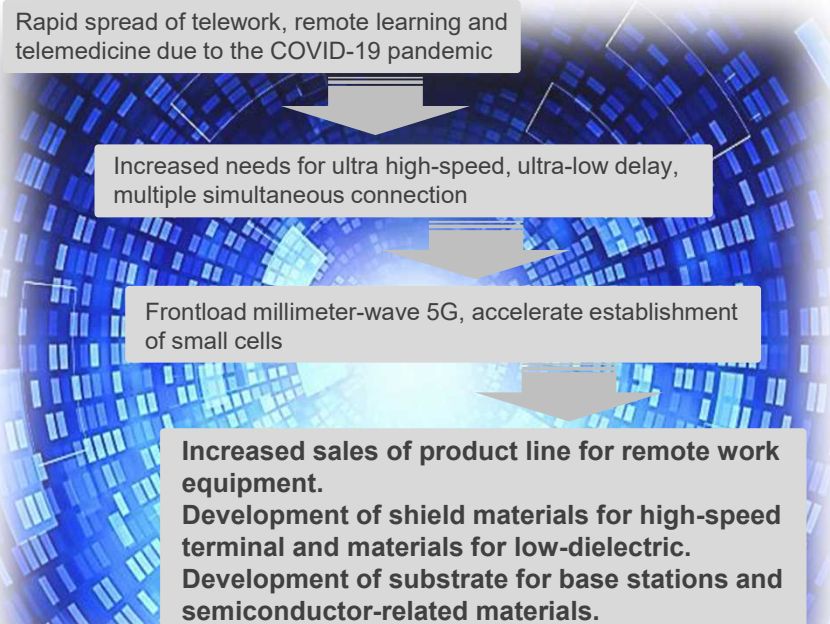 Rapid spread of telework, remote learning and
telemedicine due to the COVID-19 pandemic
Increased needs for ultra high-speed, ultra-low delay,
multiple simultaneous connection
Frontload millimeter-wave 5G, accelerate establishment
of small cells
Increased sales of product line for remote work
equipment.
Development of shield materials for high-speed
terminal and materials for low-dielectric.
Development of substrate for base stations and
semiconductor-related materials.